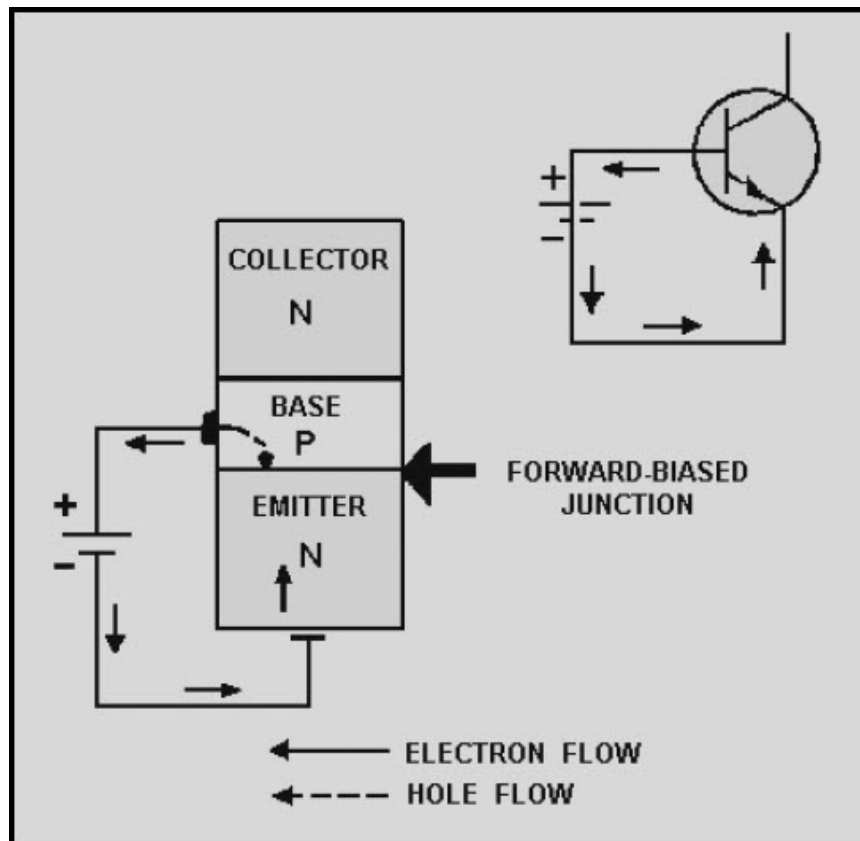 +
-
COLLECTOR
N
BASE
P
+
-
EMITTER
N
FORWARD-BIASED
JUNCTION
ELECTRON FLOW
HOLE FLOW